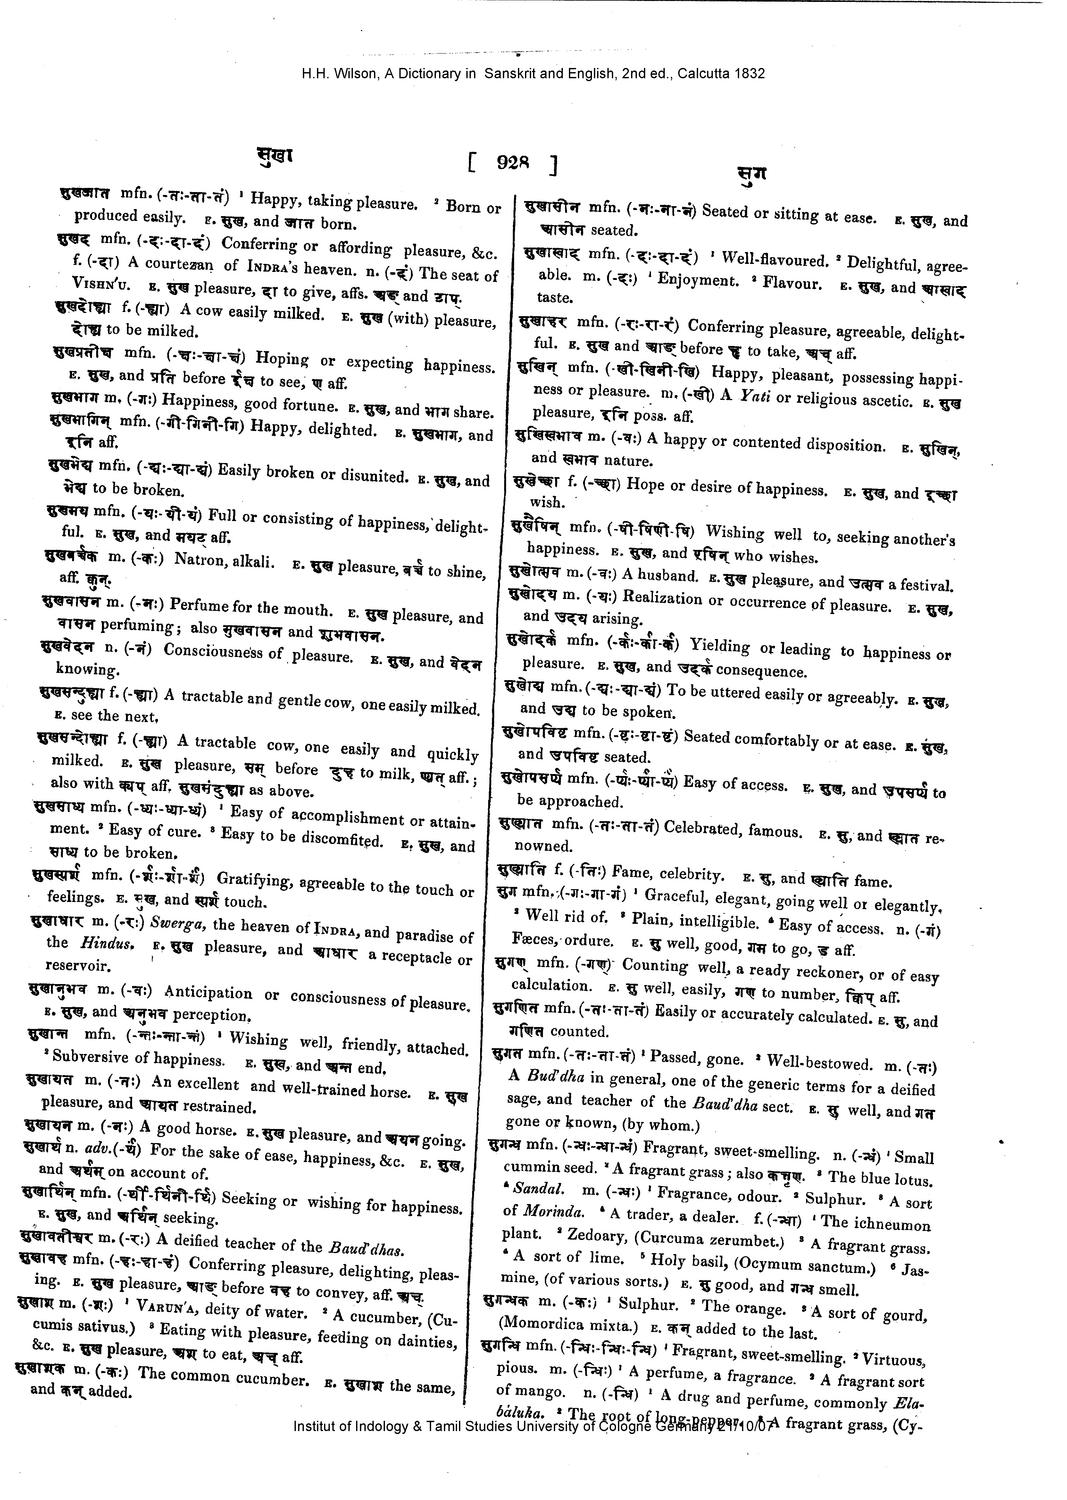 H.H. Wilson, A Dictionary in Sanskrit and English, 2nd ed., Calcutta 1832
सुखा
[ 928 ]
सुग
सुखजात mfn. (-तः-ता-तं) ¹ Happy, taking pleasure. ² Born or
produced easily. E. सुख, and जात born.
सुखद mfn. (-दः-दा-दं) Conferring or affording pleasure, &c.
f. (-दा) A courtezan of INDRA's heaven. n. (-दं) The seat of
VISHN'U. E. सुख pleasure, दा to give, affs. अङ् and टाप्.
सुखदोह्या f. (-ह्या) A cow easily milked. E. सुख (with) pleasure,
दोह्य to be milked.
सुखप्रतीच mfn. (-चः-चा-चं) Hoping or expecting happiness.
E. सुख, and प्रति before ईच to see, ण aff.
सुखभाग m. (-गः) Happiness, good fortune. E. सुख, and भाग share.
सुखभागिन् mfn. (-गी-गिनी-गि) Happy, delighted. E. सुखभाग, and
इनि aff.
सुखभेद्य mfn. (-द्यः-द्या-द्यं) Easily broken or disunited. E. सुख, and
भेद्य to be broken.
सुखमय mfn. (-यः-यी-यं) Full or consisting of happiness, delight-
ful. E. सुख, and मयट् aff.
सुखवर्चक m. (-कः) Natron, alkali. E. सुख pleasure, वर्च to shine,
aff. कुन्.
सुखवासन m. (-नः) Perfume for the mouth. E. सुख pleasure, and
वासन perfuming; also मुखवासन and शुभवासन.
सुखवेदन n. (-नं) Consciousness of pleasure. E. सुख, and वेदन
knowing.
सुखसन्दुह्या f. (-ह्या) A tractable and gentle cow, one easily milked.
E. see the next.
सुखसन्दोह्या f. (-ह्या) A tractable cow, one easily and quickly
milked. E. सुख pleasure, सम् before दुह to milk, ण्यत् aff.;
also with क्यप् aff. सुखसंदुह्या as above.
सुखसाध्य mfn. (-ध्यः-ध्या-ध्यं) ¹ Easy of accomplishment or attain-
ment. ² Easy of cure. ³ Easy to be discomfited. E. सुख, and
साध्य to be broken.
सुखस्पर्श mfn. (-र्शः-र्शा-र्शं) Gratifying, agreeable to the touch or
feelings. E. सुख, and स्पर्श touch.
सुखाधार m. (-रः) Swerga, the heaven of INDRA, and paradise of
the Hindus. E. सुख pleasure, and आधार a receptacle or
reservoir.
सुखानुभव m. (-वः) Anticipation or consciousness of pleasure.
E. सुख, and अनुभव perception.
सुखान्त mfn. (-न्तः-न्ता-न्तं) ¹ Wishing well, friendly, attached.
² Subversive of happiness. E. सुख, and अन्त end.
सुखायत m. (-तः) An excellent and well-trained horse. E. सुख
pleasure, and आयत restrained.
सुखायन m. (-नः) A good horse. E. सुख pleasure, and अयन going.
सुखार्थ n. adv. (-र्थं) For the sake of ease, happiness, &c. E. सुख,
and अर्थम् on account of.
सुखार्थिन् mfn. (-र्थी-र्थिनी-र्थि) Seeking or wishing for happiness.
E. सुख, and अर्थिन् seeking.
सुखावतीश्वर m. (-रः) A deified teacher of the Baud'dhas.
सुखावह mfn. (-हः-हा-हं) Conferring pleasure, delighting, pleas-
ing. E. सुख pleasure, आङ् before वह to convey, aff. अच्.
सुखाश m. (-शः) ¹ VARUN'A, deity of water. ² A cucumber, (Cu-
cumis sativus.) ³ Eating with pleasure, feeding on dainties,
&c. E. सुख pleasure, अश to eat, अच् aff.
सुखाशक m. (-कः) The common cucumber. E. सुखाश the same,
and कन् added.
सुखासीन mfn. (-नः-ना-नं) Seated or sitting at ease. E. सुख, and
आसीन seated.
सुखास्वाद mfn. (-दः-दा-दं) ¹ Well-flavoured. ² Delightful, agree-
able. m. (-दः) ¹ Enjoyment. ² Flavour. E. सुख, and आस्वाद
taste.
सुखाहर mfn. (-रः-रा-रं) Conferring pleasure, agreeable, delight-
ful. E. सुख and आङ् before हृ to take, अच् aff.
सुखिन् mfn. (-खी-खिनी-खि) Happy, pleasant, possessing happi-
ness or pleasure. m. (-खी) A Yati or religious ascetic. E. सुख
pleasure, इनि poss. aff.
सुखिस्वभाव m. (-वः) A happy or contented disposition. E. सुखिन्,
and स्वभाव nature.
सुखेच्छा f. (-च्छा) Hope or desire of happiness. E. सुख, and इच्छा
wish.
सुखैषिन् mfn. (-षी-षिणी-षि) Wishing well to, seeking another's
happiness. E. सुख, and एषिन् who wishes.
सुखोत्सव m. (-वः) A husband. E. सुख pleasure, and उत्सव a festival.
सुखोदय m. (-यः) Realization or occurrence of pleasure. E. सुख,
and उदय arising.
सुखोदर्क mfn. (-र्कः-र्का-र्कं) Yielding or leading to happiness or
pleasure. E. सुख, and उदर्क consequence.
सुखोद्य mfn. (-द्यः-द्या-द्यं) To be uttered easily or agreeably. E. सुख,
and उद्य to be spoken.
सुखोपविष्ट mfn. (-ष्टः-ष्टा-ष्टं) Seated comfortably or at ease. E. सुख,
and उपविष्ट seated.
सुखोपसर्प्य mfn. (-र्प्यः-र्प्या-र्प्यं) Easy of access. E. सुख, and उपसर्प्य to
be approached.
सुख्यात mfn. (-तः-ता-तं) Celebrated, famous. E. सु, and ख्यात re-
nowned.
सुख्याति f. (-तिः) Fame, celebrity. E. सु, and ख्याति fame.
सुग mfn. (-गः-गा-गं) ¹ Graceful, elegant, going well or elegantly.
² Well rid of. ³ Plain, intelligible. ⁴ Easy of access. n. (-गं)
Fæces, ordure. E. सु well, good, गम to go, ड aff.
सुगण् mfn. (-गण्) Counting well, a ready reckoner, or of easy
calculation. E. सु well, easily, गण to number, क्विप् aff.
सुगणित mfn. (-तः-ता-तं) Easily or accurately calculated. E. सु, and
गणित counted.
सुगत mfn. (-तः-ता-तं) ¹ Passed, gone. ² Well-bestowed. m. (-तः)
A Bud'dha in general, one of the generic terms for a deified
sage, and teacher of the Baud'dha sect. E. सु well, and गत
gone or known, (by whom.)
सुगन्ध mfn. (-न्धः-न्धा-न्धं) Fragrant, sweet-smelling. n. (-न्धं) ¹ Small
cummin seed. ² A fragrant grass; also कत्तृण. ³ The blue lotus.
⁴ Sandal. m. (-न्धः) ¹ Fragrance, odour. ² Sulphur. ³ A sort
of Morinda. ⁴ A trader, a dealer. f. (-न्धा) ¹ The ichneumon
plant. ² Zedoary, (Curcuma zerumbet.) ³ A fragrant grass.
⁴ A sort of lime. ⁵ Holy basil, (Ocymum sanctum.) ⁶ Jas-
mine, (of various sorts.) E. सु good, and गन्ध smell.
सुगन्धक m. (-कः) ¹ Sulphur. ² The orange. ³ A sort of gourd,
(Momordica mixta.) E. कन् added to the last.
सुगन्धि mfn. (-न्धिः-न्धिः-न्धि) ¹ Fragrant, sweet-smelling. ² Virtuous,
pious. m. (-न्धिः) ¹ A perfume, a fragrance. ² A fragrant sort
of mango. n. (-न्धि) ¹ A drug and perfume, commonly Ela-
báluka. ² The root of long-pepper. ³ A fragrant grass, (Cy-
Institut of Indology & Tamil Studies University of Cologne Germany 21/10/07